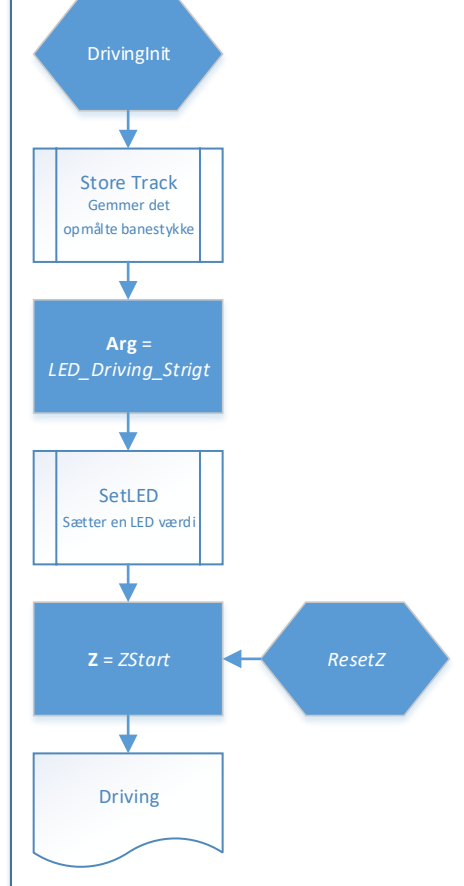 DrivingInit
Store Track
Gemmer det
opmålte banestykke
Arg =
LED_Driving_Strigt
SetLED
Sætter en LED værdi
Z = ZStart
ResetZ
Driving